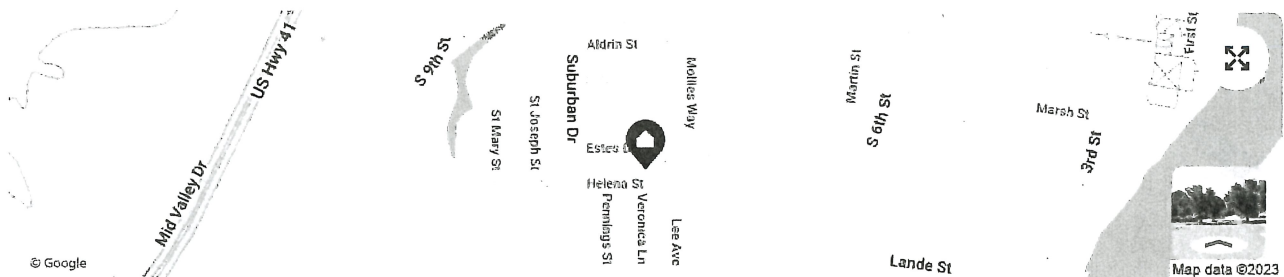 Aldrin St
First St
US Hwy 41
S 9th St
Suburban Dr
Mollies Way
Martin St
S 6th St
Marsh St
St Mary St
St Joseph St
Estes
3rd St
Helena St
Mid Valley Dr
Pennings St
Veronica Ln
Lee Ave
© Google
Lande St
Map data ©2023